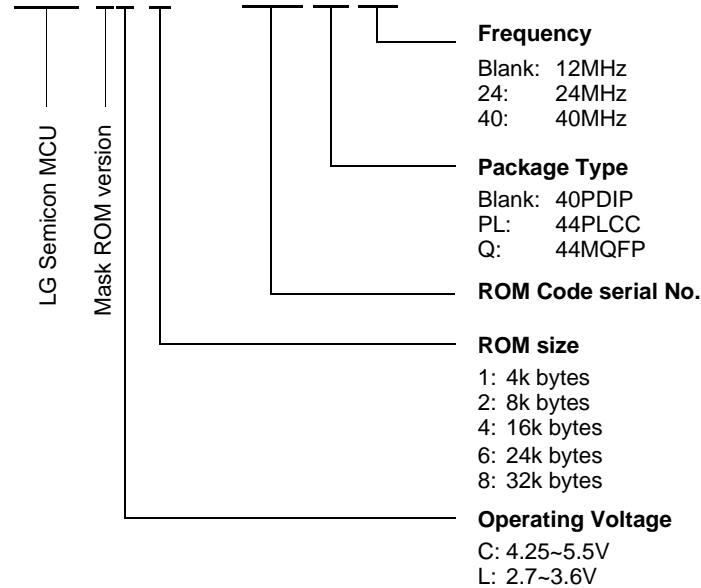 Frequency
Blank: 12MHz
24: 24MHz
40: 40MHz
Package Type
Blank: 40PDIP
PL: 44PLCC
Q: 44MQFP
ROM Code serial No.
ROM size
1: 4k bytes
2: 8k bytes
4: 16k bytes
6: 24k bytes
8: 32k bytes
Operating Voltage
C: 4.25~5.5V
L: 2.7~3.6V
LG Semicon MCU
Mask ROM version